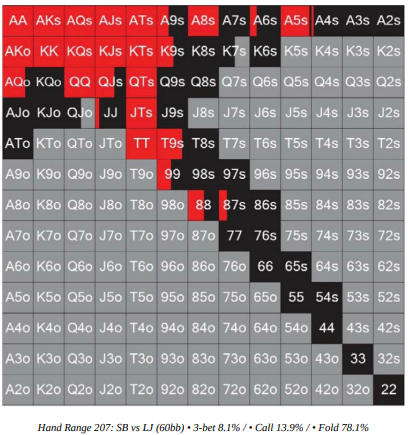 AA AKs AQs AJs ATs A9s A8s A7s A6s A5s A4s A3s A2s
AKo KK KQs KJs KTs K9s K8s K7s K6s K5s K4s K3s K2s
AQo KQo QQ QJs QTs Q9s Q8s Q7s Q6s Q5s Q4s Q3s Q2s
AJo KJo QJo JJ JTs J9s J8s J7s J6s J5s J4s J3s J2s
ATo KTo QTo JTo TT T9s T8s T7s T6s T5s T4s T3s T2s
A9o K9o Q9o J9o T9o 99 98s 97s 96s 95s 94s 93s 92s
A8o K8o Q8o J8o T8o 98o 88 87s 86s 85s 84s 83s 82s
A7o K7o Q7o J7o T7o 97o 87o 77 76s 75s 74s 73s 72s
A6o K6o Q6o J6o T6o 96o 86o 76o 66 65s 64s 63s 62s
A5o K5o Q5o J5o T5o 95o 85o 75o 65o 55 54s 53s 52s
A4o K4o Q4o J4o T4o 94o 84o 74o 64o 54o 44 43s 42s
A3o K3o Q3o J3o T3o 93o 83o 73o 63o 53o 43o 33 32s
A2o K2o Q2o J2o T2o 92o 82o 72o 62o 52o 42o 32o 22
Hand Range 207: SB vs LJ (60bb) • 3-bet 8.1% / • Call 13.9% / • Fold 78.1%